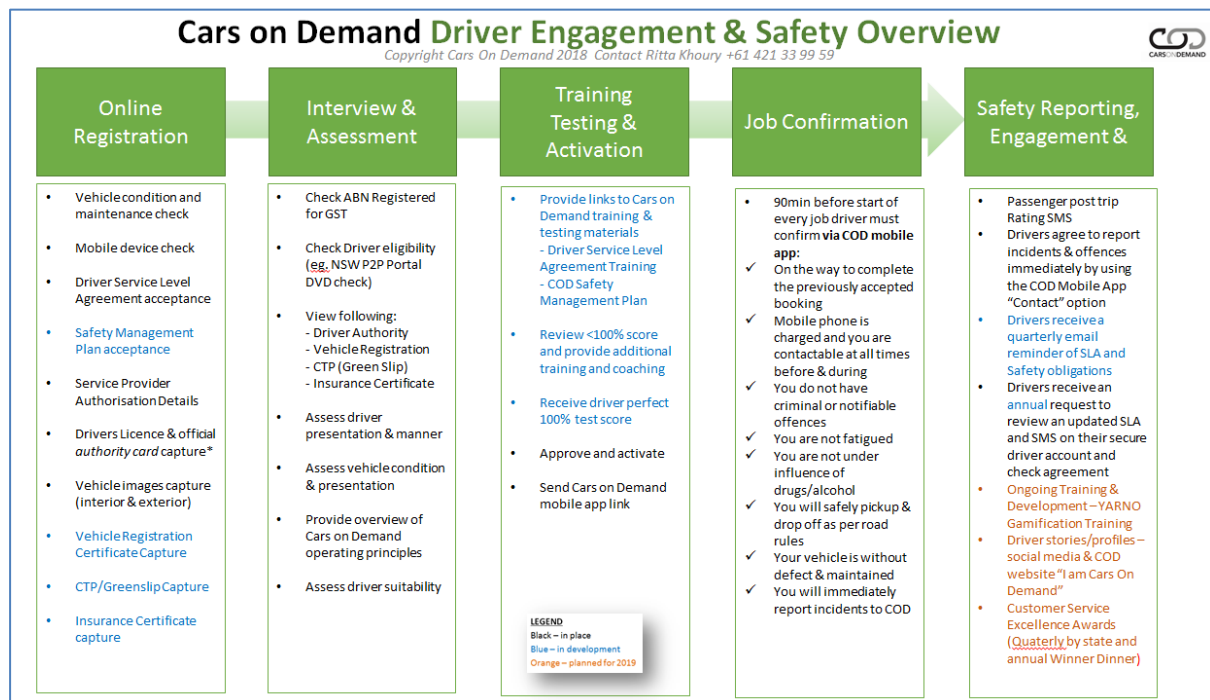 Cars on Demand Driver Engagement & Safety Overview
Copyright Cars On Demand 2018 Contact Ritta Khoury +61 421 33 99 59
COD
CARSONDEMAND
Online
Registration
Interview &
Assessment
Training
Testing &
Activation
Job Confirmation
Safety Reporting,
Engagement &
• Vehicle condition and
maintenance check
• Mobile device check
• Driver Service Level
Agreement acceptance
• Safety Management
Plan acceptance
• Service Provider
Authorisation Details
• Drivers Licence & official
authority card capture*
• Vehicle images capture
(interior & exterior)
• Vehicle Registration
Certificate Capture
• CTP/Greenslip Capture
• Insurance Certificate
capture
• Check ABN Registered
for GST
• Check Driver eligibility
(eg. NSW P2P Portal
DVD check)
• View following:
- Driver Authority
- Vehicle Registration
- CTP (Green Slip)
- Insurance Certificate
• Assess driver
presentation & manner
• Assess vehicle condition
& presentation
• Provide overview of
Cars on Demand
operating principles
• Assess driver suitability
• Provide links to Cars on
Demand training &
testing materials
- Driver Service Level
Agreement Training
- COD Safety
Management Plan
• Review <100% score
and provide additional
training and coaching
• Receive driver perfect
100% test score
• Approve and activate
• Send Cars on Demand
mobile app link
LEGEND
Black – in place
Blue – in development
Orange – planned for 2019
• 90min before start of
every job driver must
confirm via COD mobile
app:
✓ On the way to complete
the previously accepted
booking
✓ Mobile phone is
charged and you are
contactable at all times
before & during
✓ You do not have
criminal or notifiable
offences
✓ You are not fatigued
✓ You are not under
influence of
drugs/alcohol
✓ You will safely pickup &
drop off as per road
rules
✓ Your vehicle is without
defect & maintained
✓ You will immediately
report incidents to COD
• Passenger post trip
Rating SMS
• Drivers agree to report
incidents & offences
immediately by using
the COD Mobile App
"Contact" option
• Drivers receive a
quarterly email
reminder of SLA and
Safety obligations
• Drivers receive an
annual request to
review an updated SLA
and SMS on their secure
driver account and
check agreement
• Ongoing Training &
Development – YARNO
Gamification Training
• Driver stories/profiles –
social media & COD
website "I am Cars On
Demand"
• Customer Service
Excellence Awards
(Quaterly by state and
annual Winner Dinner)